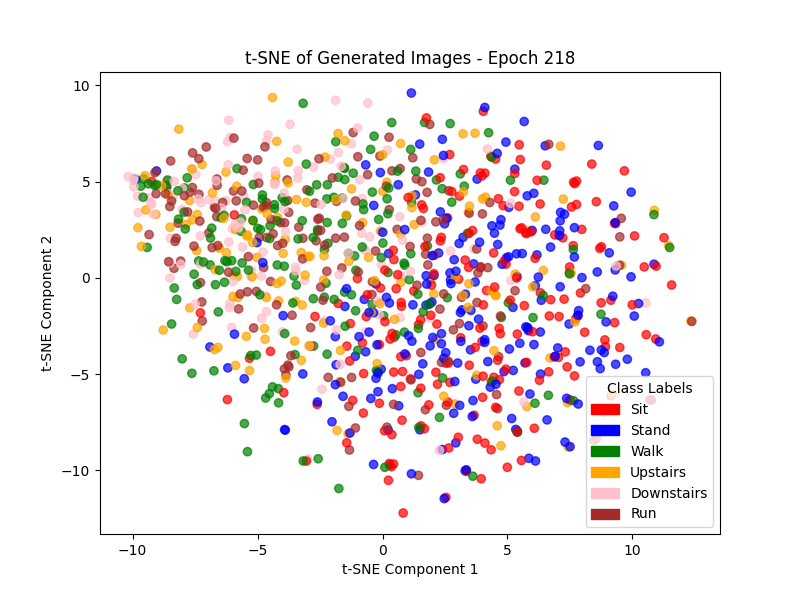 t-SNE of Generated Images - Epoch 218
10
5
0
−5
−10
t-SNE Component 2
−10
−5
0
5
10
t-SNE Component 1
Class Labels
Sit
Stand
Walk
Upstairs
Downstairs
Run